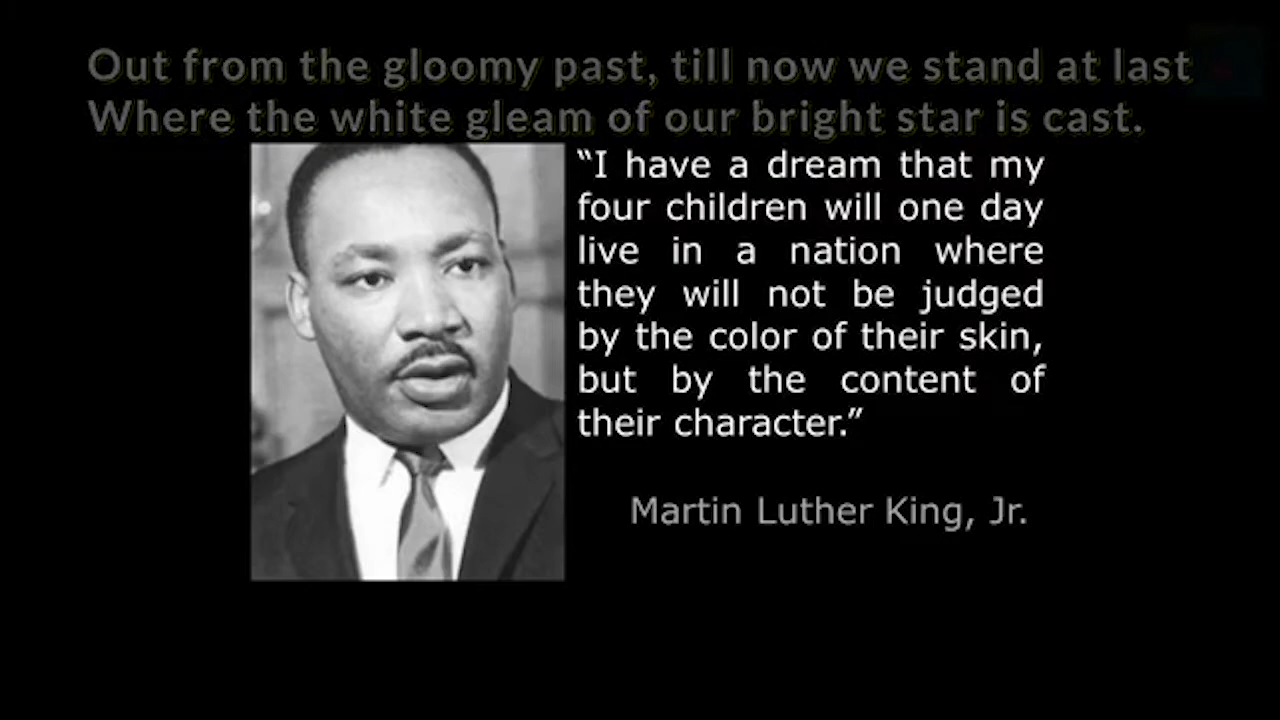 Out from the gloomy past, till now we stand at last
Where the white gleam of our bright star is cast.
“I have a dream that my
four children will one day
live in a nation where
they will not be judged
by the color of their skin,
but by the content of
their character.”
Martin Luther King, Jr.